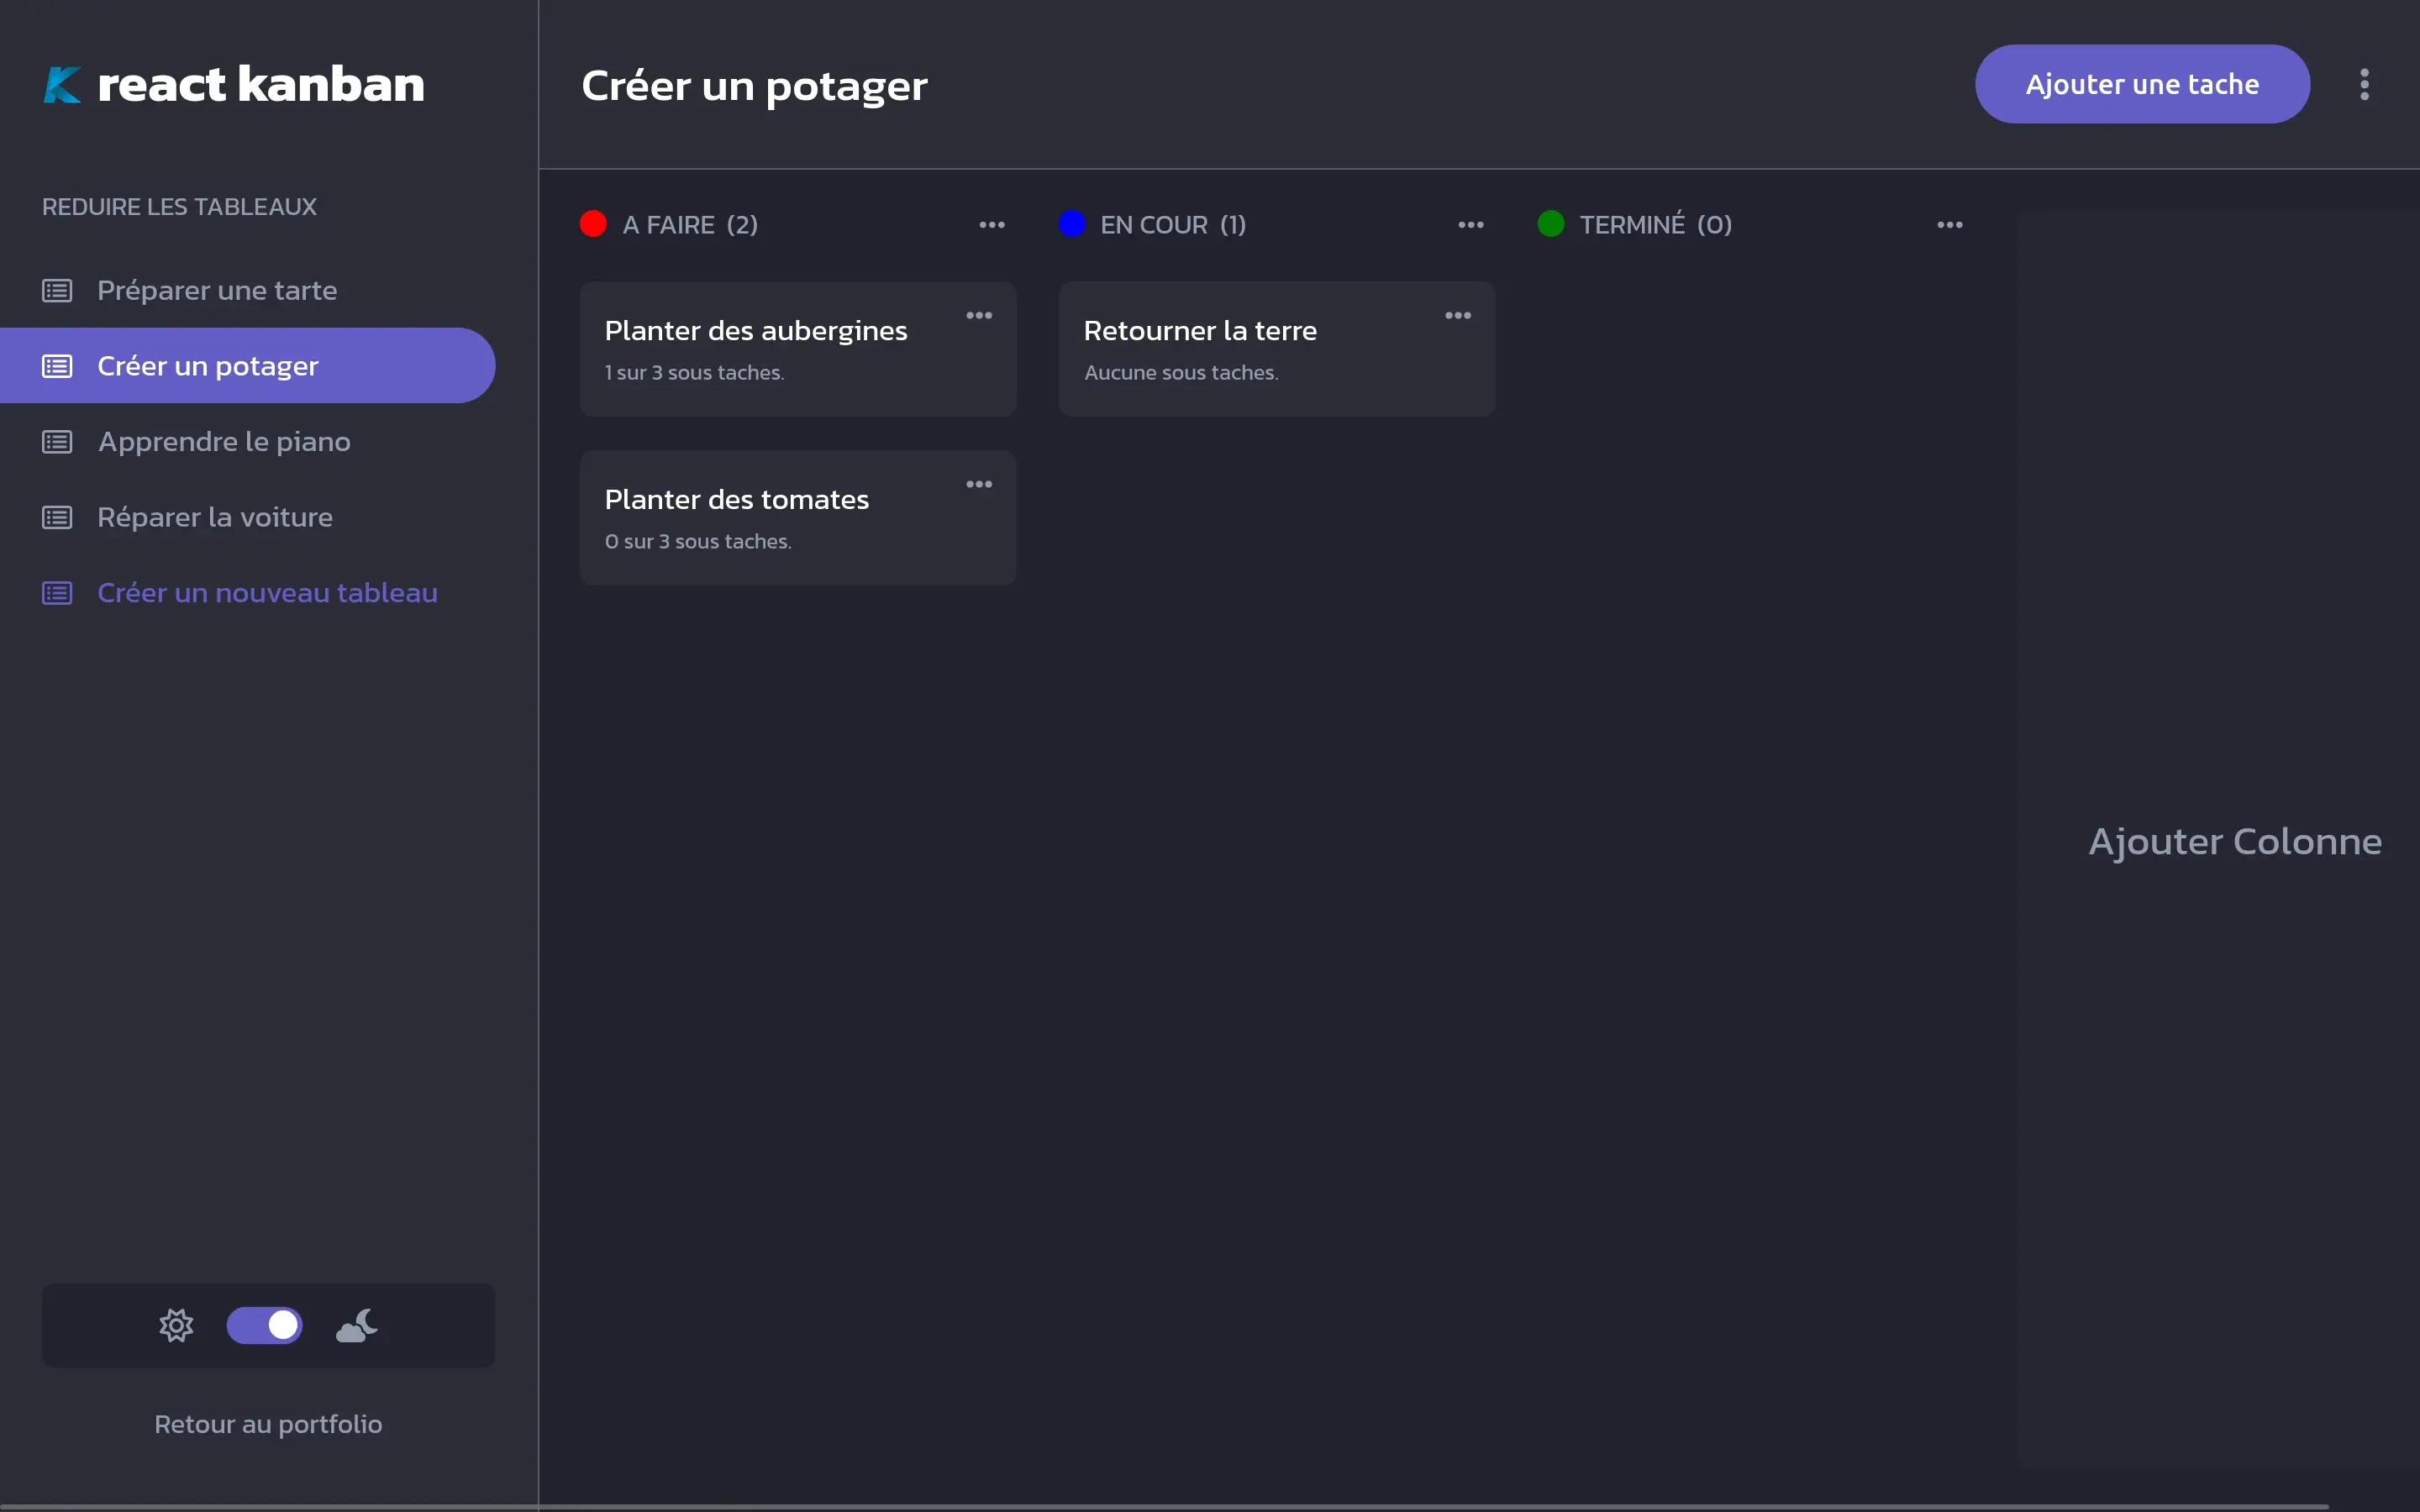 react kanban
REDUIRE LES TABLEAUX
Préparer une tarte
Créer un potager
Apprendre le piano
Réparer la voiture
Créer un nouveau tableau
Retour au portfolio
Créer un potager
Ajouter une tache
A FAIRE (2)
Planter des aubergines
1 sur 3 sous taches.
Planter des tomates
0 sur 3 sous taches.
EN COUR (1)
Retourner la terre
Aucune sous taches.
TERMINÉ (0)
Ajouter Colonne